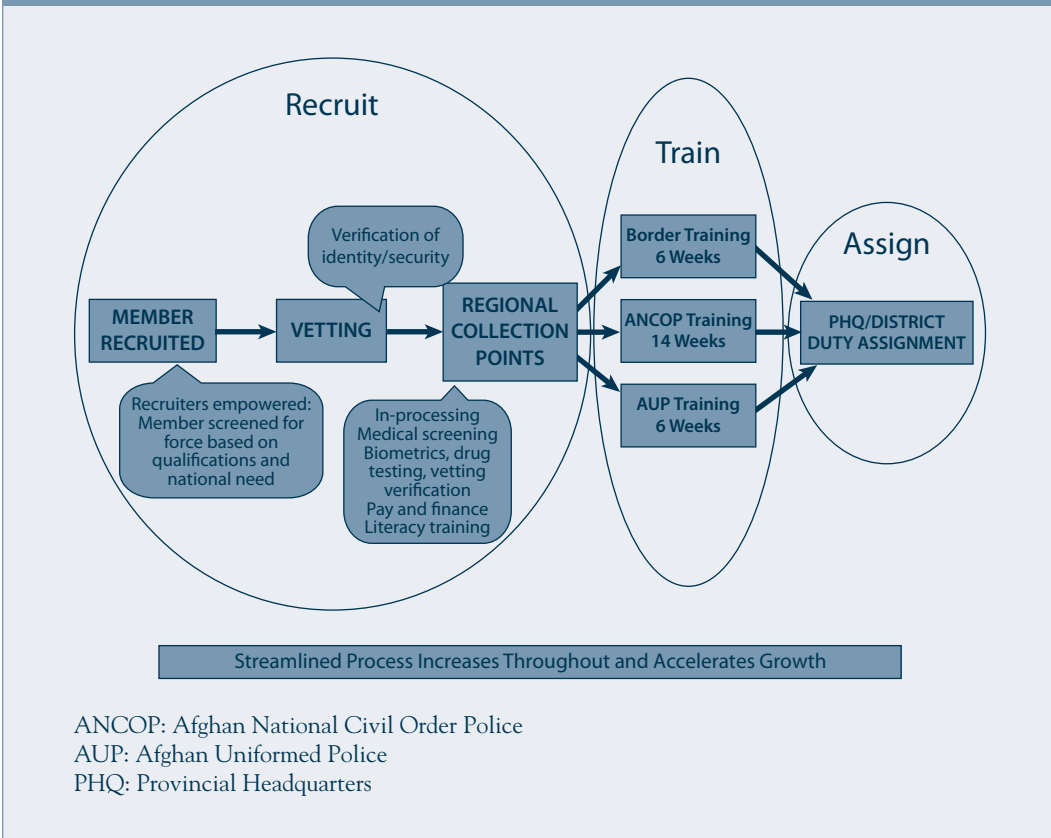 Recruit
Train
Assign
Verification of
identity/security
MEMBER
RECRUITED
VETTING
REGIONAL
COLLECTION
POINTS
Recruiters empowered:
Member screened for
force based on
qualifications and
national need
In-processing
Medical screening
Biometrics, drug
testing, vetting
verification
Pay and finance
Literacy training
Border Training
6 Weeks
ANCOP Training
14 Weeks
AUP Training
6 Weeks
PHQ/DISTRICT
DUTY ASSIGNMENT
Streamlined Process Increases Throughout and Accelerates Growth
ANCOP: Afghan National Civil Order Police
AUP: Afghan Uniformed Police
PHQ: Provincial Headquarters